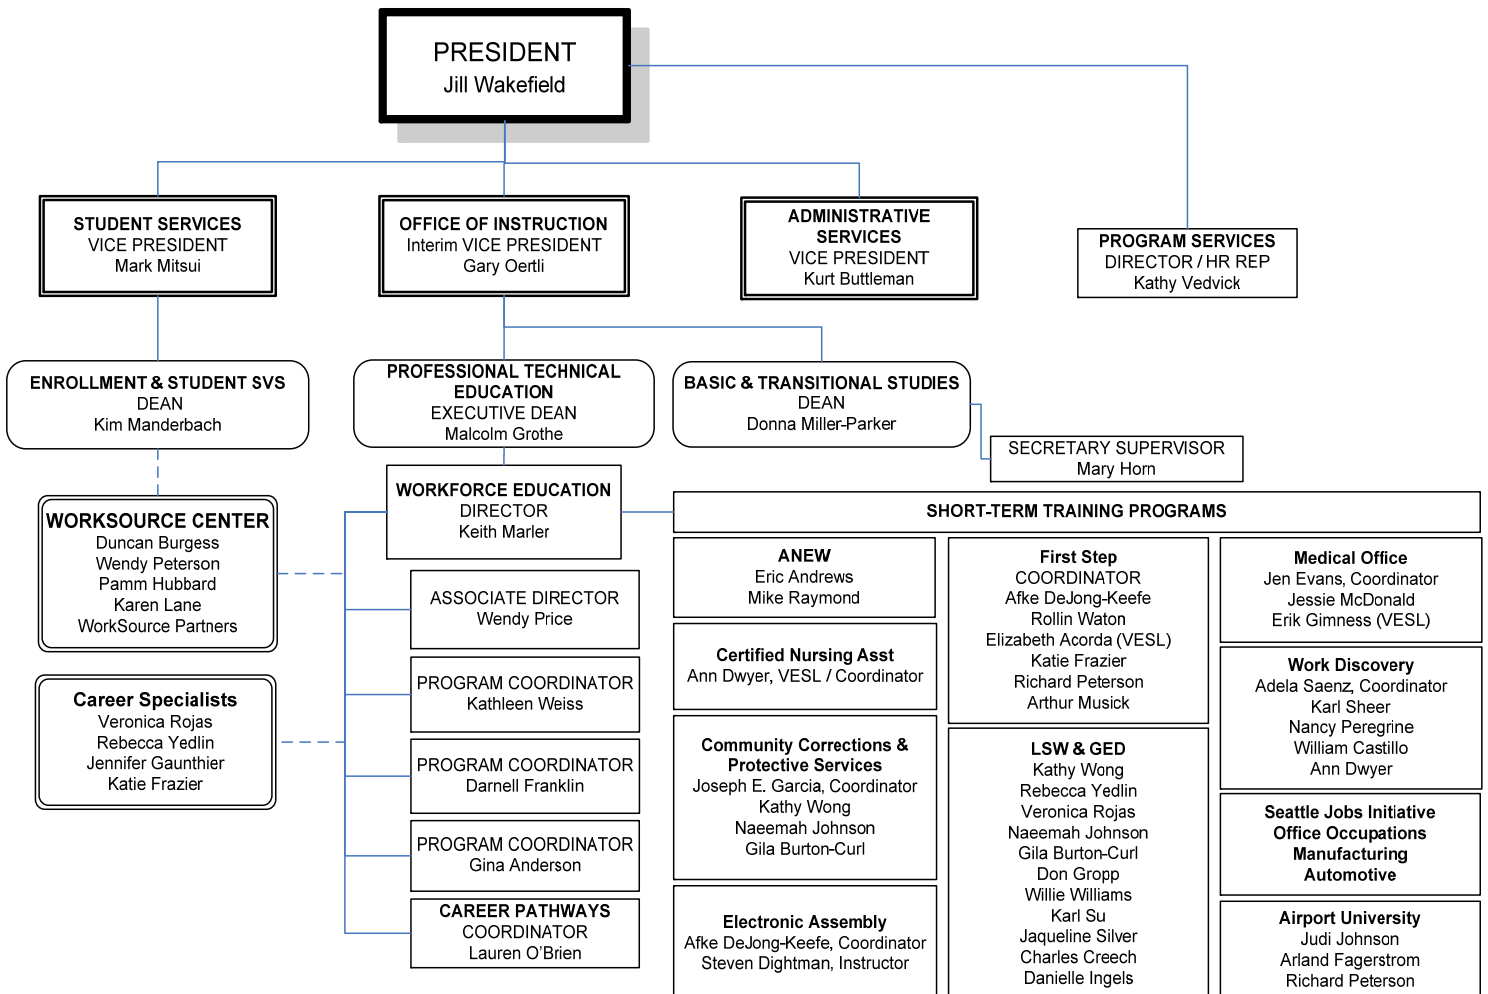 PRESIDENT
Jill Wakefield
STUDENT SERVICES
VICE PRESIDENT
Mark Mitsui
OFFICE OF INSTRUCTION
Interim VICE PRESIDENT
Gary Oertli
ADMINISTRATIVE
SERVICES
VICE PRESIDENT
Kurt Buttleman
PROGRAM SERVICES
DIRECTOR / HR REP
Kathy Vedvick
ENROLLMENT & STUDENT SVS
DEAN
Kim Manderbach
PROFESSIONAL TECHNICAL
EDUCATION
EXECUTIVE DEAN
Malcolm Grothe
BASIC & TRANSITIONAL STUDIES
DEAN
Donna Miller-Parker
SECRETARY SUPERVISOR
Mary Horn
WORKSOURCE CENTER
Duncan Burgess
Wendy Peterson
Pamm Hubbard
Karen Lane
WorkSource Partners
Career Specialists
Veronica Rojas
Rebecca Yedlin
Jennifer Gaunthier
Katie Frazier
WORKFORCE EDUCATION
DIRECTOR
Keith Marler
ASSOCIATE DIRECTOR
Wendy Price
PROGRAM COORDINATOR
Kathleen Weiss
PROGRAM COORDINATOR
Darnell Franklin
PROGRAM COORDINATOR
Gina Anderson
CAREER PATHWAYS
COORDINATOR
Lauren O'Brien
SHORT-TERM TRAINING PROGRAMS
ANEW
Eric Andrews
Mike Raymond
Certified Nursing Asst
Ann Dwyer, VESL / Coordinator
Community Corrections &
Protective Services
Joseph E. Garcia, Coordinator
Kathy Wong
Naeemah Johnson
Gila Burton-Curl
Electronic Assembly
Afke DeJong-Keefe, Coordinator
Steven Dightman, Instructor
First Step
COORDINATOR
Afke DeJong-Keefe
Rollin Waton
Elizabeth Acorda (VESL)
Katie Frazier
Richard Peterson
Arthur Musick
LSW & GED
Kathy Wong
Rebecca Yedlin
Veronica Rojas
Naeemah Johnson
Gila Burton-Curl
Don Gropp
Willie Williams
Karl Su
Jaqueline Silver
Charles Creech
Danielle Ingels
Medical Office
Jen Evans, Coordinator
Jessie McDonald
Erik Gimness (VESL)
Work Discovery
Adela Saenz, Coordinator
Karl Sheer
Nancy Peregrine
William Castillo
Ann Dwyer
Seattle Jobs Initiative
Office Occupations
Manufacturing
Automotive
Airport University
Judi Johnson
Arland Fagerstrom
Richard Peterson